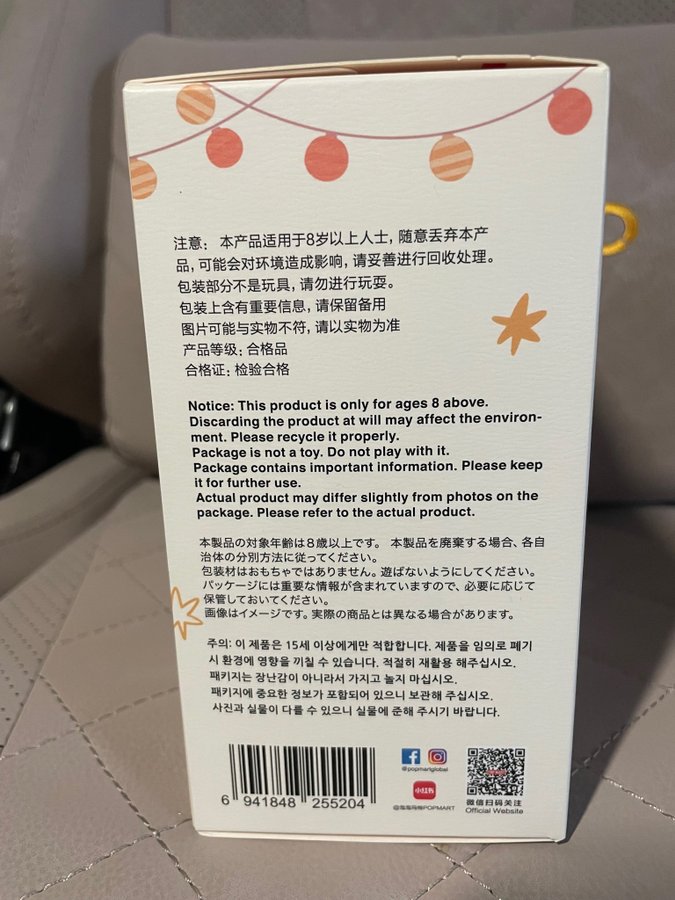 注意：本产品适用于8岁以上人士，随意丢弃本产
品，可能会对环境造成影响，请妥善进行回收处理。
包装部分不是玩具，请勿进行玩耍。
包装上含有重要信息，请保留备用
图片可能与实物不符，请以实物为准
产品等级：合格品
合格证：检验合格
Notice: This product is only for ages 8 above.
Discarding the product at will may affect the environ-
ment. Please recycle it properly.
Package is not a toy. Do not play with it.
Package contains important information. Please keep
it for further use.
Actual product may differ slightly from photos on the
package. Please refer to the actual product.
本製品の対象年齢は8歳以上です。 本製品を廃棄する場合、各自
治体の分別方法に従ってください。
包装材はおもちゃではありません。遊ばないようにしてください。
パッケージには重要な情報が含まれていますので、必要に応じて
保管しておいてください。
画像はイメージです。実際の商品とは異なる場合があります。
주의: 이 제품은 15세 이상에게만 적합합니다. 제품을 임의로 폐기
시 환경에 영향을 끼칠 수 있습니다. 적절히 재활용 해주십시오.
패키지는 장난감이 아니라서 가지고 놀지 마십시오.
패키지에 중요한 정보가 포함되어 있으니 보관해 주십시오.
사진과 실물이 다를 수 있으니 실물에 준해 주시기 바랍니다.
6 941848 255204
@popmartglobal
小红书
@泡泡玛特POPMART
微信扫码关注
Official Website